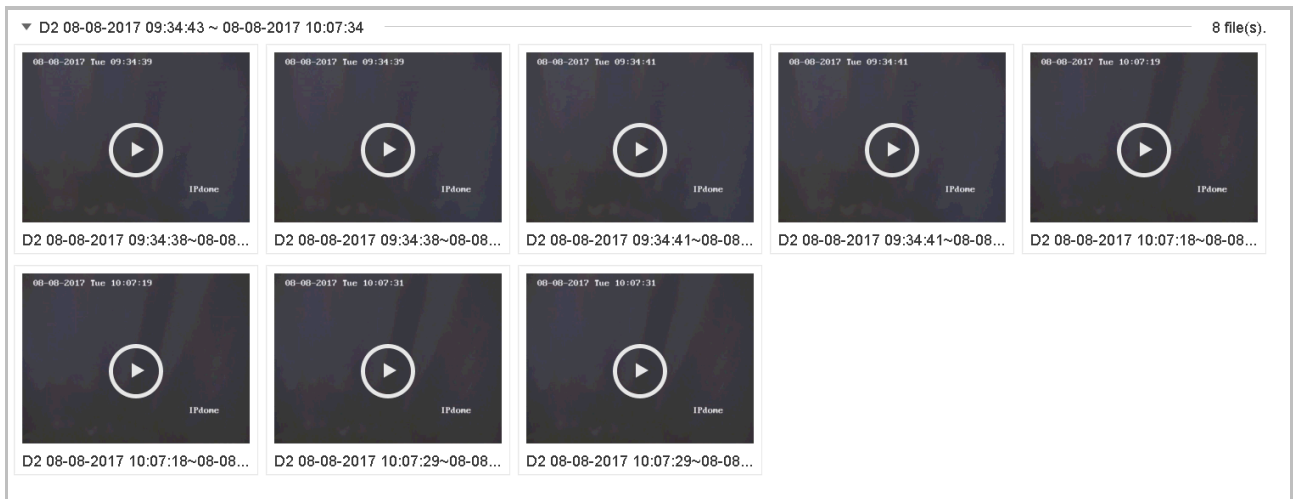 D2 08-08-2017 09:34:43 ~ 08-08-2017 10:07:34 8 file(s).
08-08-2017 Tue 09:34:39 08-08-2017 Tue 09:34:39 08-08-2017 Tue 09:34:41 08-08-2017 Tue 09:34:41 08-08-2017 Tue 10:07:19
IPdome IPdome IPdome IPdome IPdome
D2 08-08-2017 09:34:38~08-08... D2 08-08-2017 09:34:38~08-08... D2 08-08-2017 09:34:41~08-08... D2 08-08-2017 09:34:41~08-08... D2 08-08-2017 10:07:18~08-08...
08-08-2017 Tue 10:07:19 08-08-2017 Tue 10:07:31 08-08-2017 Tue 10:07:31
IPdome IPdome IPdome
D2 08-08-2017 10:07:18~08-08... D2 08-08-2017 10:07:29~08-08... D2 08-08-2017 10:07:29~08-08...